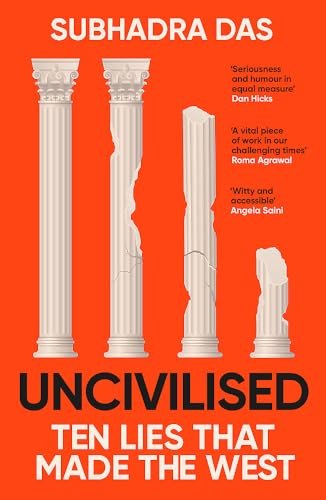 SUBHADRA DAS
‘Seriousness
and humour in
equal measure’
Dan Hicks
‘A vital piece
of work in our
challenging times’
Roma Agrawal
‘Witty and
accessible’
Angela Saini
UNCIVILISED
TEN LIES THAT
MADE THE WEST